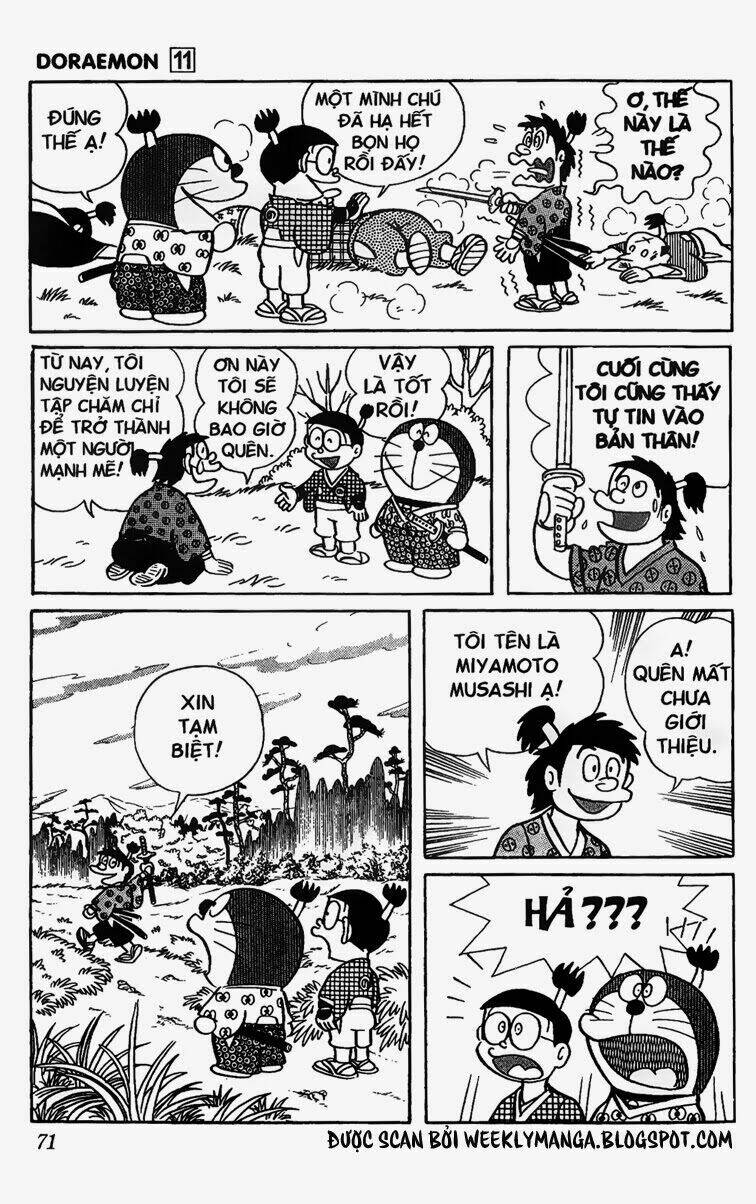 DORAEMON 11
Ơ, THẾ
NÀY LÀ
THẾ
NÀO?
MỘT MÌNH CHÚ
ĐÃ HẠ HẾT
BỌN HỌ
RỒI ĐẤY!
ĐÚNG
THẾ Ạ!
CUỐI CÙNG
TÔI CŨNG THẤY
TỰ TIN VÀO
BẢN THÂN!
VẬY
LÀ TỐT
RỒI!
ƠN NÀY
TÔI SẼ
KHÔNG
BAO GIỜ
QUÊN.
TỪ NAY, TÔI
NGUYỆN LUYỆN
TẬP CHĂM CHỈ
ĐỂ TRỞ THÀNH
MỘT NGƯỜI
MẠNH MẼ!
A!
QUÊN MẤT
CHƯA
GIỚI
THIỆU.
TÔI TÊN LÀ
MIYAMOTO
MUSASHI Ạ!
HẢ???
XIN
TẠM
BIỆT!
71
ĐƯỢC SCAN BỞI WEEKLYMANGA.BLOGSPOT.COM